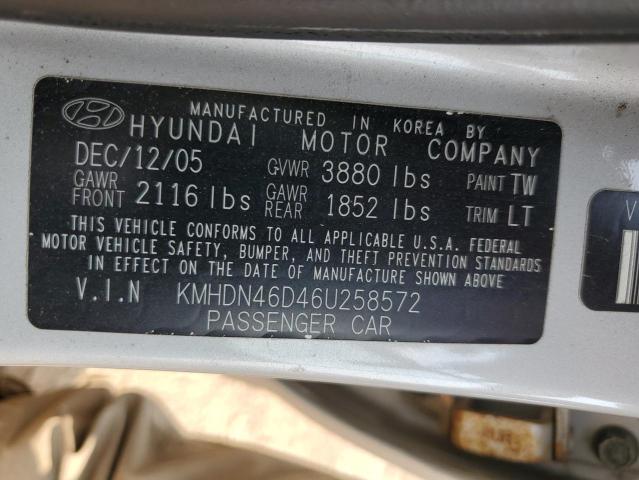 MANUFACTURED IN KOREA BY
HYUNDAI MOTOR COMPANY
DEC/12/05 GVWR 3880 lbs PAINT TW
GAWR FRONT 2116 lbs GAWR REAR 1852 lbs TRIM LT
THIS VEHICLE CONFORMS TO ALL APPLICABLE U.S.A. FEDERAL
MOTOR VEHICLE SAFETY, BUMPER, AND THEFT PREVENTION STANDARDS
IN EFFECT ON THE DATE OF MANUFACTURE SHOWN ABOVE
V.I.N KMHDN46D46U258572
PASSENGER CAR
V